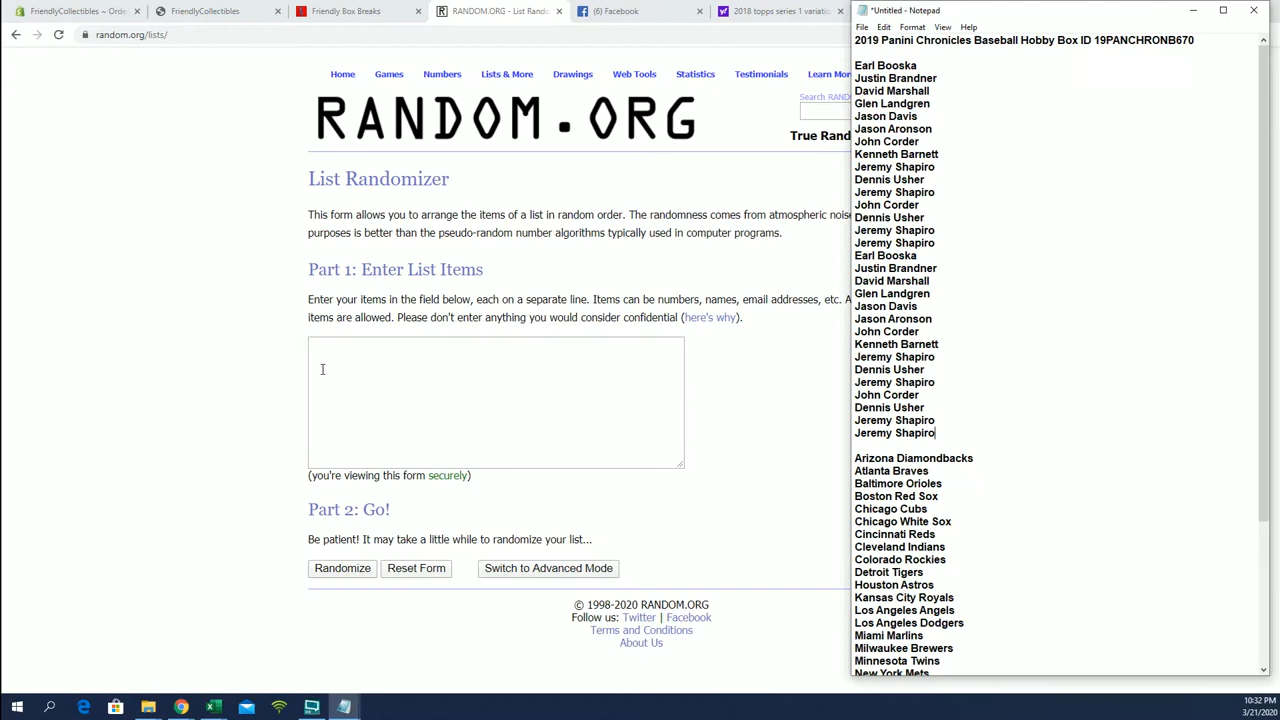 FriendlyCollectibles ~ Orde
FriendlyCollectibles
Friendly Box Breaks
RANDOM.ORG - List Rando
(6) Facebook
2018 topps series 1 variatio
random.org/lists/
Home
Games
Numbers
Lists & More
Drawings
Web Tools
Statistics
Testimonials
Learn Mor
Search RAND
RANDOM.ORG
True Rand
List Randomizer
This form allows you to arrange the items of a list in random order. The randomness comes from atmospheric noise
purposes is better than the pseudo-random number algorithms typically used in computer programs.
Part 1: Enter List Items
Enter your items in the field below, each on a separate line. Items can be numbers, names, email addresses, etc. A
items are allowed. Please don't enter anything you would consider confidential (here's why).
(you're viewing this form securely)
Part 2: Go!
Be patient! It may take a little while to randomize your list...
Randomize
Reset Form
Switch to Advanced Mode
© 1998-2020 RANDOM.ORG
Follow us: Twitter | Facebook
Terms and Conditions
About Us
*Untitled - Notepad
File Edit Format View Help
2019 Panini Chronicles Baseball Hobby Box ID 19PANCHRONB670
Earl Booska
Justin Brandner
David Marshall
Glen Landgren
Jason Davis
Jason Aronson
John Corder
Kenneth Barnett
Jeremy Shapiro
Dennis Usher
Jeremy Shapiro
John Corder
Dennis Usher
Jeremy Shapiro
Jeremy Shapiro
Earl Booska
Justin Brandner
David Marshall
Glen Landgren
Jason Davis
Jason Aronson
John Corder
Kenneth Barnett
Jeremy Shapiro
Dennis Usher
Jeremy Shapiro
John Corder
Dennis Usher
Jeremy Shapiro
Jeremy Shapiro
Arizona Diamondbacks
Atlanta Braves
Baltimore Orioles
Boston Red Sox
Chicago Cubs
Chicago White Sox
Cincinnati Reds
Cleveland Indians
Colorado Rockies
Detroit Tigers
Houston Astros
Kansas City Royals
Los Angeles Angels
Los Angeles Dodgers
Miami Marlins
Milwaukee Brewers
Minnesota Twins
New York Mets
10:32 PM
3/21/2020